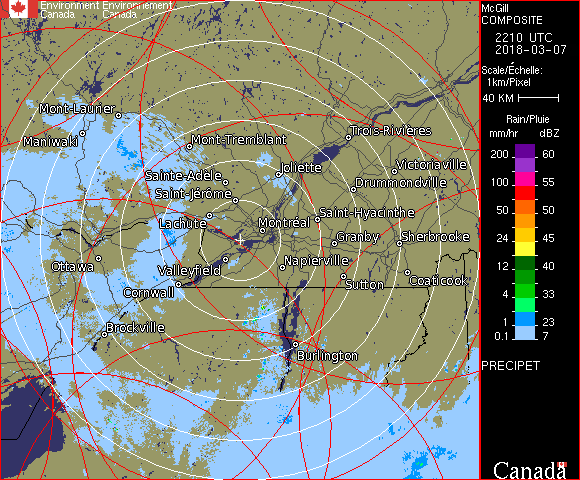 Environment Environnement
Canada Canada
McGill
COMPOSITE
2210 UTC
2018-03-07
Scale/Échelle:
1km/Pixel
40 KM
Rain/Pluie
mm/hr dBZ
200 60
150 57
100 55
50 50
24 45
12 40
4 33
1 23
0.1 7
PRECIPET
Canada
Mont-Laurier
Maniwaki
Mont-Tremblant
Trois-Rivières
Joliette
Victoriaville
Sainte-Adèle
Drummondville
Saint-Jérôme
Lachute
Saint-Hyacinthe
Montréal
Granby
Sherbrooke
Ottawa
Valleyfield
Napierville
Cornwall
Sutton
Coaticook
Brockville
Burlington